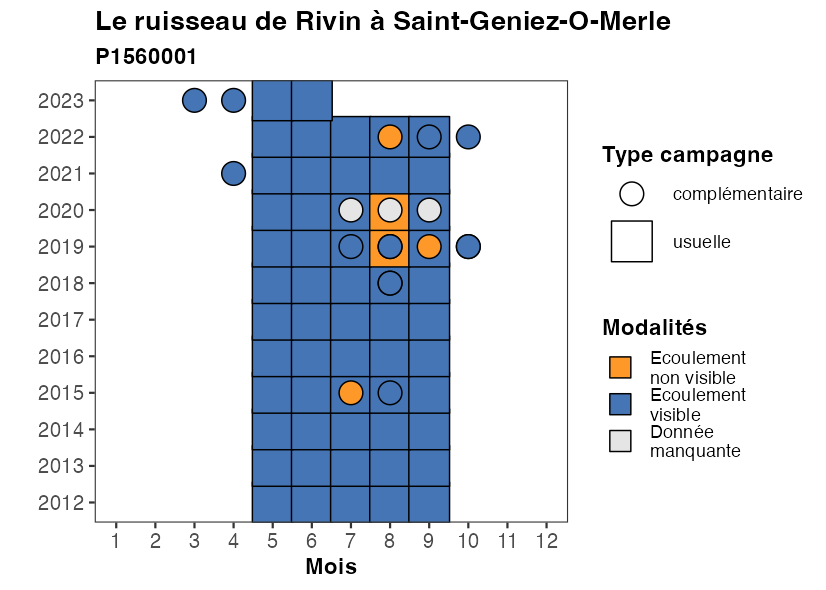 Le ruisseau de Rivin à Saint-Geniez-O-Merle
P1560001
2023
2022
2021
2020
2019
2018
2017
2016
2015
2014
2013
2012
1 2 3 4 5 6 7 8 9 10 11 12
Mois
Type campagne
complémentaire
usuelle
Modalités
Ecoulement
non visible
Ecoulement
visible
Donnée
manquante